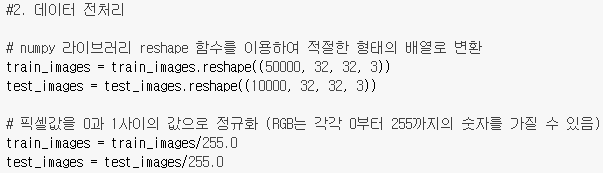 #2. 데이터 전처리
# numpy 라이브러리 reshape 함수를 이용하여 적절한 형태의 배열로 변환
train_images = train_images.reshape((50000, 32, 32, 3))
test_images = test_images.reshape((10000, 32, 32, 3))
# 픽셀값을 0과 1사이의 값으로 정규화 (RGB는 각각 0부터 255까지의 숫자를 가질 수 있음)
train_images = train_images/255.0
test_images = test_images/255.0